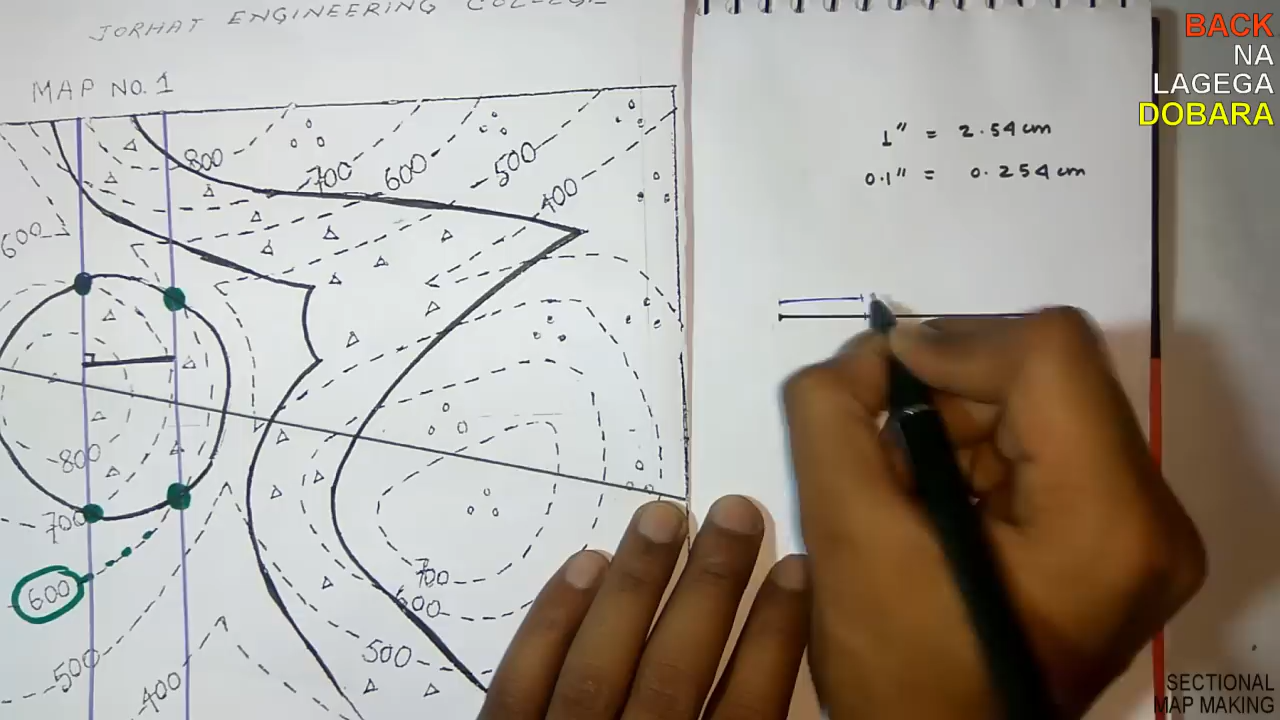 JORHAT ENGINEERING COLLEGE
MAP NO. 1
800
700
600
500
400
600
800
700
600
500
400
700
600
500
1" = 2.54 cm
0.1" = 0.254 cm
BACK
NA
LAGEGA
DOBARA
SECTIONAL
MAP MAKING